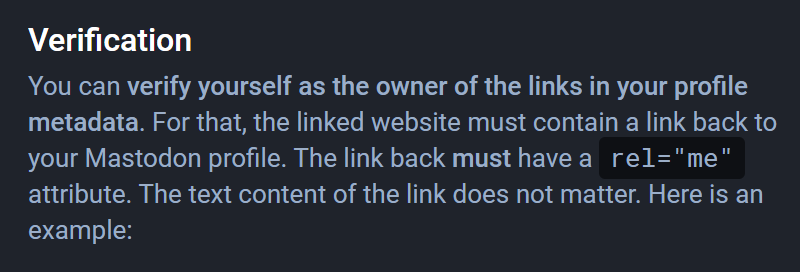 Verification
You can verify yourself as the owner of the links in your profile
metadata. For that, the linked website must contain a link back to
your Mastodon profile. The link back must have a rel="me"
attribute. The text content of the link does not matter. Here is an
example: